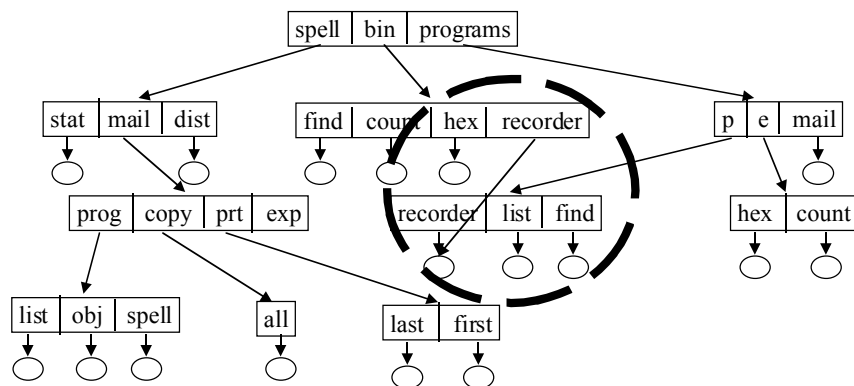 spell bin programs
stat mail dist
find count hex recorder
p e mail
prog copy prt exp
recorder list find
hex count
list obj spell
all
last first